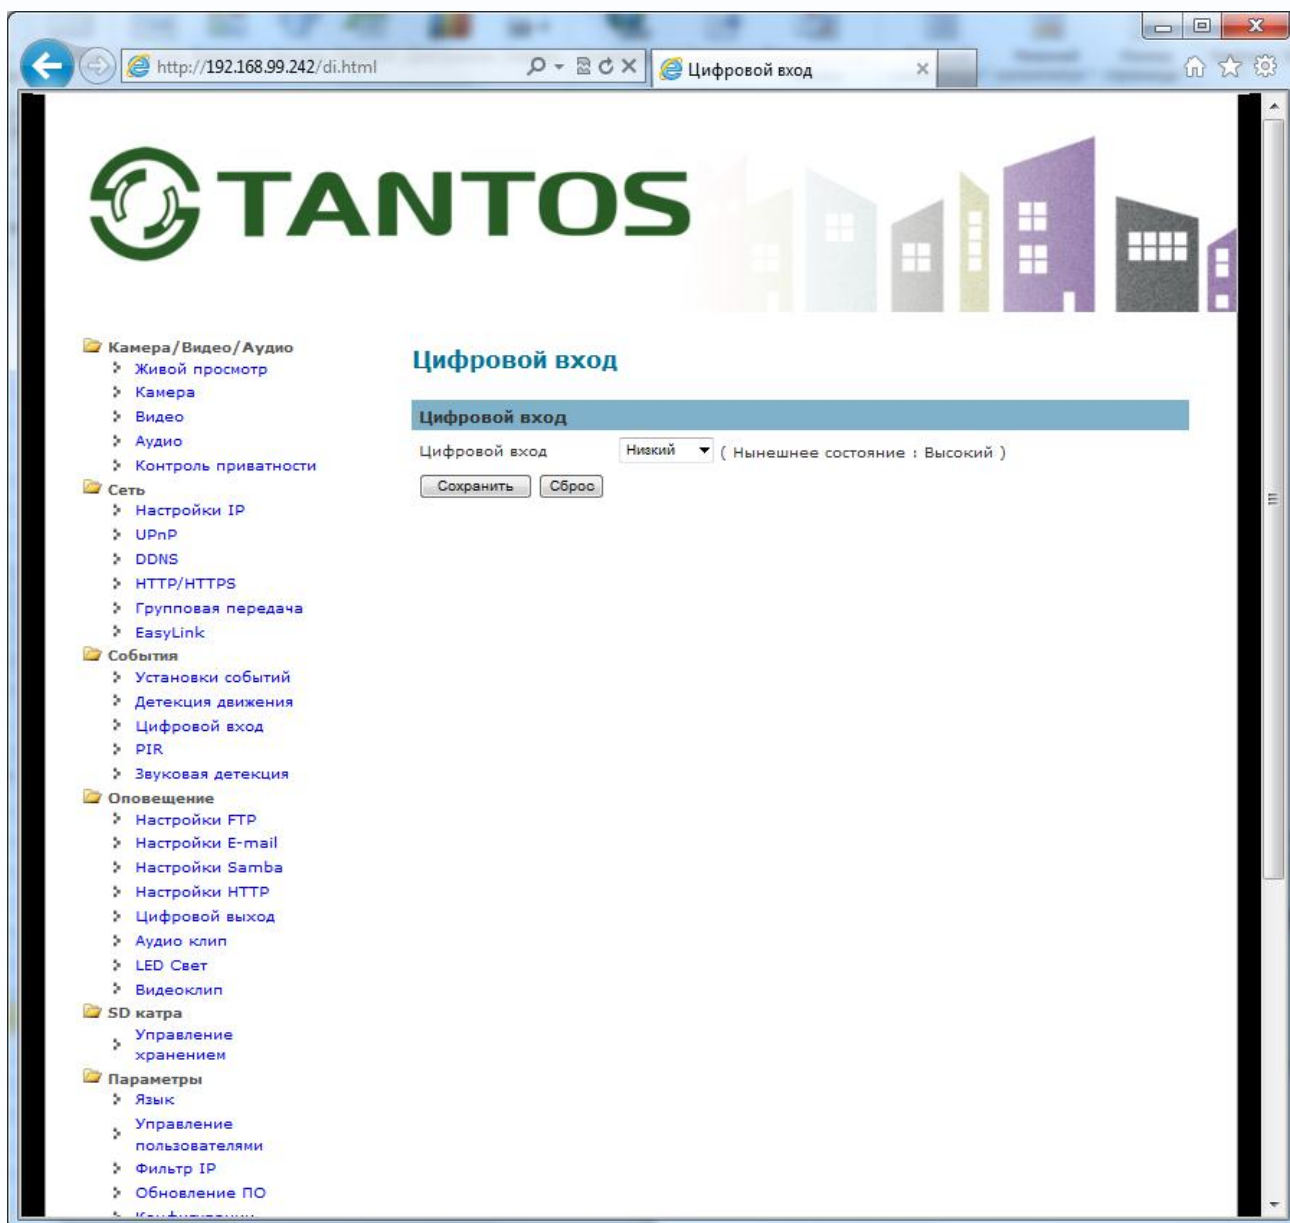 http://192.168.99.242/di.html
Цифровой вход
TANTOS
Камера/Видео/Аудио
Живой просмотр
Камера
Видео
Аудио
Контроль приватности
Сеть
Настройки IP
UPnP
DDNS
HTTP/HTTPS
Групповая передача
EasyLink
События
Установки событий
Детекция движения
Цифровой вход
PIR
Звуковая детекция
Оповещение
Настройки FTP
Настройки E-mail
Настройки Samba
Настройки HTTP
Цифровой выход
Аудио клип
LED Свет
Видеоклип
SD катра
Управление
хранением
Параметры
Язык
Управление
пользователями
Фильтр IP
Обновление ПО
Цифровой вход
Цифровой вход
Цифровой вход Низкий ( Нынешнее состояние : Высокий )
Сохранить Сброс